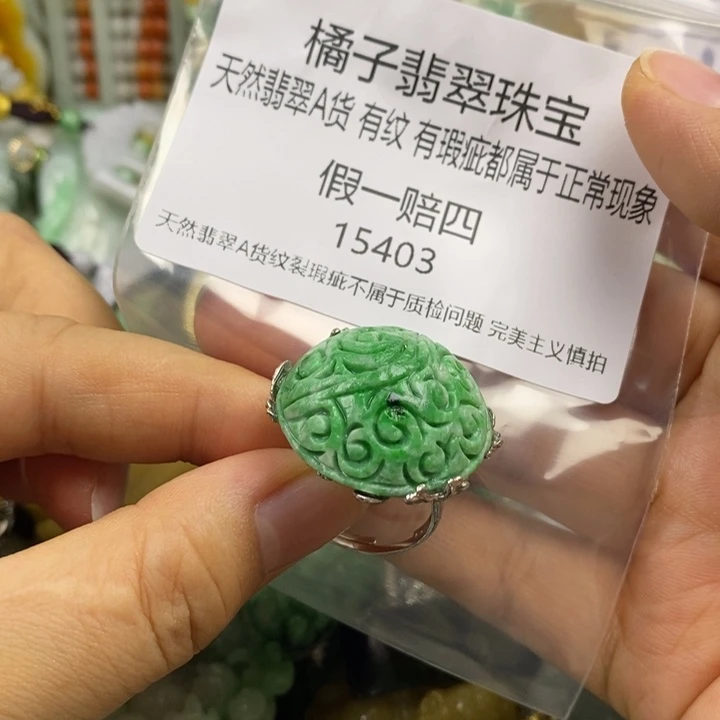 橘子翡翠珠宝
天然翡翠A货 有纹 有瑕疵都属于正常现象
假一赔四
15403
天然翡翠A货纹裂瑕疵不属于质检问题 完美主义慎拍